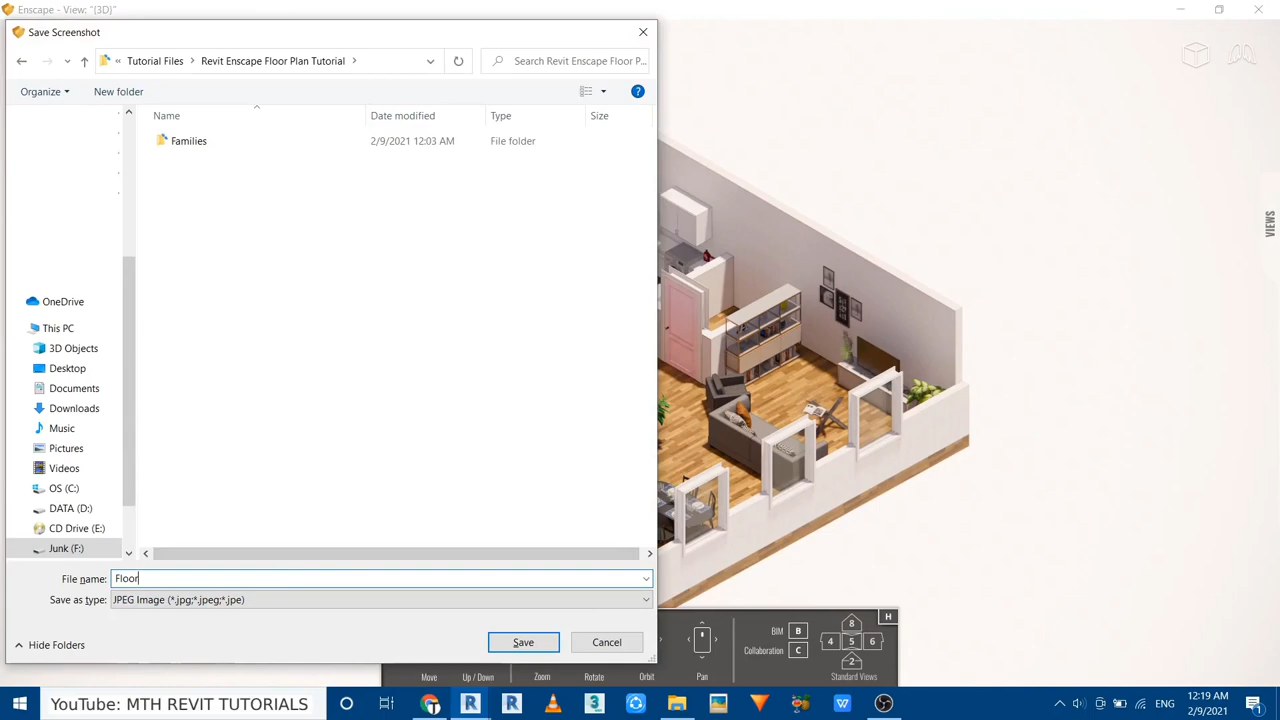 Enscape - View: "{3D}"
Save Screenshot
« Tutorial Files > Revit Enscape Floor Plan Tutorial >
Search Revit Enscape Floor P...
Organize
New folder
?
Name
Date modified
Type
Size
Families
2/9/2021 12:03 AM
File folder
OneDrive
This PC
3D Objects
Desktop
Documents
Downloads
Music
Pictures
Videos
OS (C:)
DATA (D:)
CD Drive (E:)
Junk (F:)
File name: Floor
Save as type: JPEG Image (*.jpg;*.jpeg;*.jpe)
Hide Folders
Save
Cancel
VIEWS
H
BIM B
Collaboration C
8
4 5 6
2
Move
Up / Down
Zoom
Rotate
Orbit
Pan
Standard Views
YouTube: MTH REVIT TUTORIALS
ENG
12:19 AM
2/9/2021
1